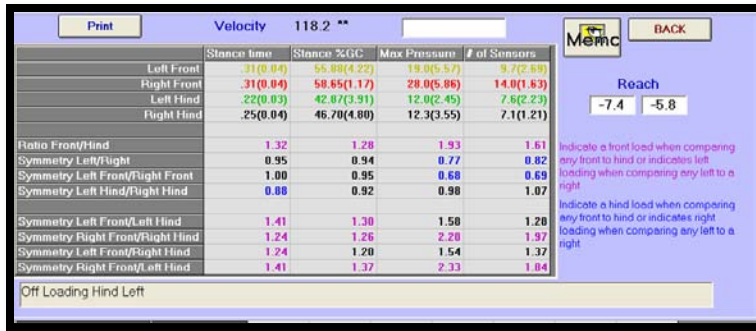 Print Velocity 118.2 ** Memo BACK
Stance time Stance %GC Max Pressure # of Sensors
Left Front .31(0.04) 55.88(4.22) 19.0(5.57) 9.7(2.69)
Right Front .31(0.04) 58.65(1.17) 28.0(5.86) 14.0(1.63)
Left Hind .22(0.03) 42.87(3.91) 12.0(2.45) 7.6(2.23)
Right Hind .25(0.04) 46.70(4.80) 12.3(3.55) 7.1(1.21)
Reach
-7.4 -5.8
Ratio Front/Hind 1.32 1.28 1.93 1.61
Symmetry Left/Right 0.95 0.94 0.77 0.82
Symmetry Left Front/Right Front 1.00 0.95 0.68 0.69
Symmetry Left Hind/Right Hind 0.88 0.92 0.98 1.07
Symmetry Left Front/Left Hind 1.41 1.30 1.58 1.28
Symmetry Right Front/Right Hind 1.24 1.26 2.28 1.97
Symmetry Left Front/Right Hind 1.24 1.20 1.54 1.37
Symmetry Right Front/Left Hind 1.41 1.37 2.33 1.84
Indicate a front load when comparing
any front to hind or indicates left
loading when comparing any left to a
right
Indicate a hind load when comparing
any front to hind or indicates right
loading when comparing any left to a
right
Off Loading Hind Left